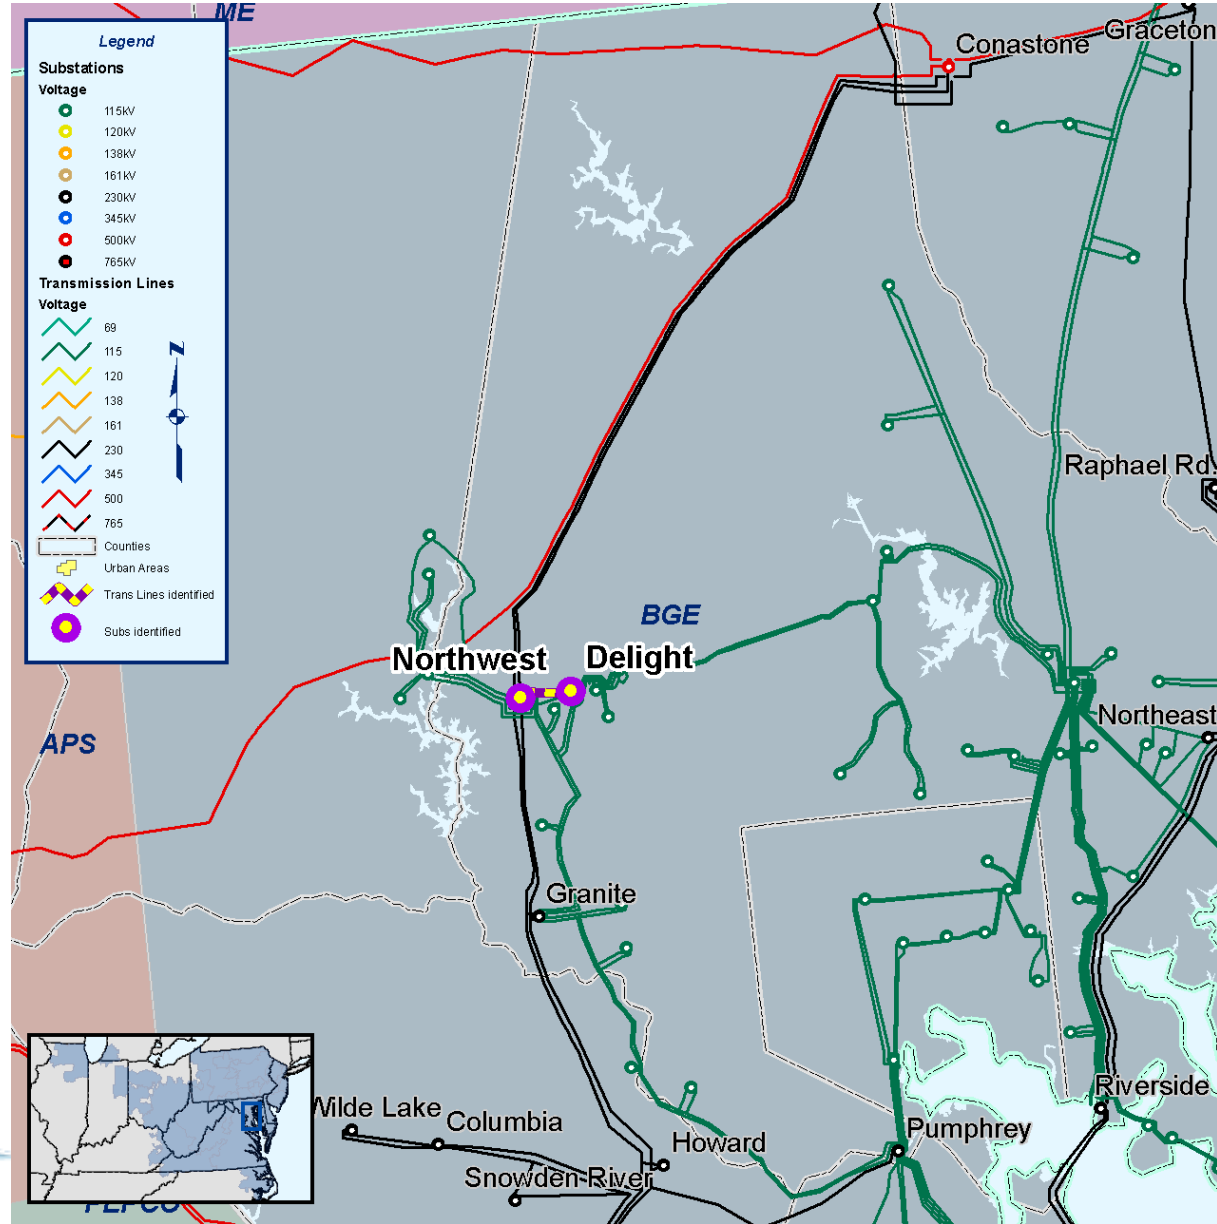 ME
Legend
Substations
Voltage
115kV
120kV
138kV
161kV
230kV
345kV
500kV
765kV
Transmission Lines
Voltage
69
115
120
138
161
230
345
500
765
Counties
Urban Areas
Trans Lines identified
Subs identified
N
Conastone
Graceton
Raphael Rd.
BGE
Northwest
Delight
APS
Northeast
Granite
Wilde Lake
Columbia
Snowden River
Howard
Pumphrey
Riverside
PEPCO